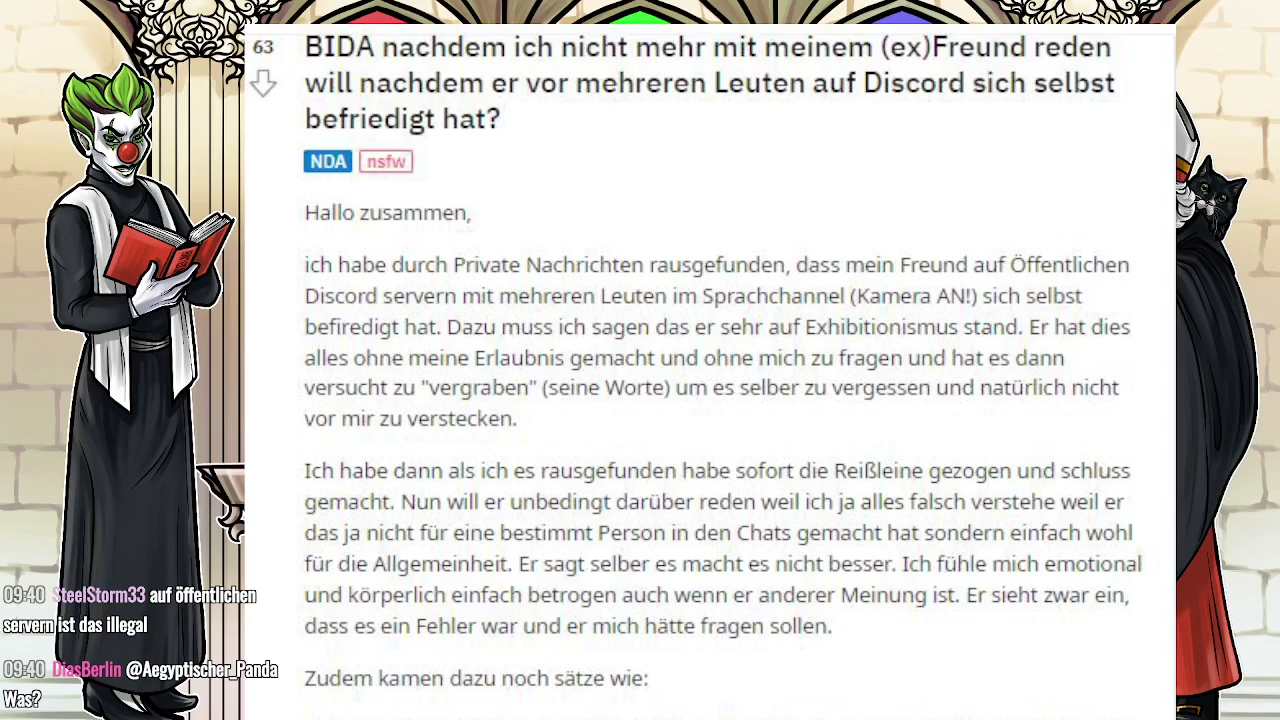 63
BIDA nachdem ich nicht mehr mit meinem (ex)Freund reden
will nachdem er vor mehreren Leuten auf Discord sich selbst
befriedigt hat?
NDA nsfw
Hallo zusammen,
ich habe durch Private Nachrichten rausgefunden, dass mein Freund auf Öffentlichen
Discord servern mit mehreren Leuten im Sprachchannel (Kamera AN!) sich selbst
befiredigt hat. Dazu muss ich sagen das er sehr auf Exhibitionismus stand. Er hat dies
alles ohne meine Erlaubnis gemacht und ohne mich zu fragen und hat es dann
versucht zu "vergraben" (seine Worte) um es selber zu vergessen und natürlich nicht
vor mir zu verstecken.
Ich habe dann als ich es rausgefunden habe sofort die Reißleine gezogen und schluss
gemacht. Nun will er unbedingt darüber reden weil ich ja alles falsch verstehe weil er
das ja nicht für eine bestimmt Person in den Chats gemacht hat sondern einfach wohl
für die Allgemeinheit. Er sagt selber es macht es nicht besser. Ich fühle mich emotional
und körperlich einfach betrogen auch wenn er anderer Meinung ist. Er sieht zwar ein,
dass es ein Fehler war und er mich hätte fragen sollen.
Zudem kamen dazu noch sätze wie:
09:40 SteelStorm33 auf öffentlichen
servern ist das illegal
09:40 DiasBerlin @Aegyptischer_Panda
Was?